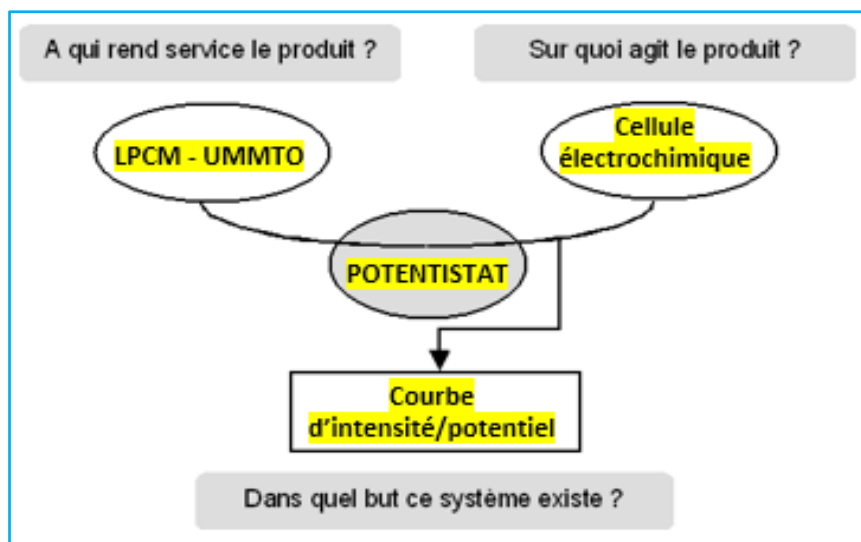 A qui rend service le produit ?
Sur quoi agit le produit ?
LPCM - UMMTO
Cellule
électrochimique
POTENTISTAT
Courbe
d'intensité/potentiel
Dans quel but ce système existe ?